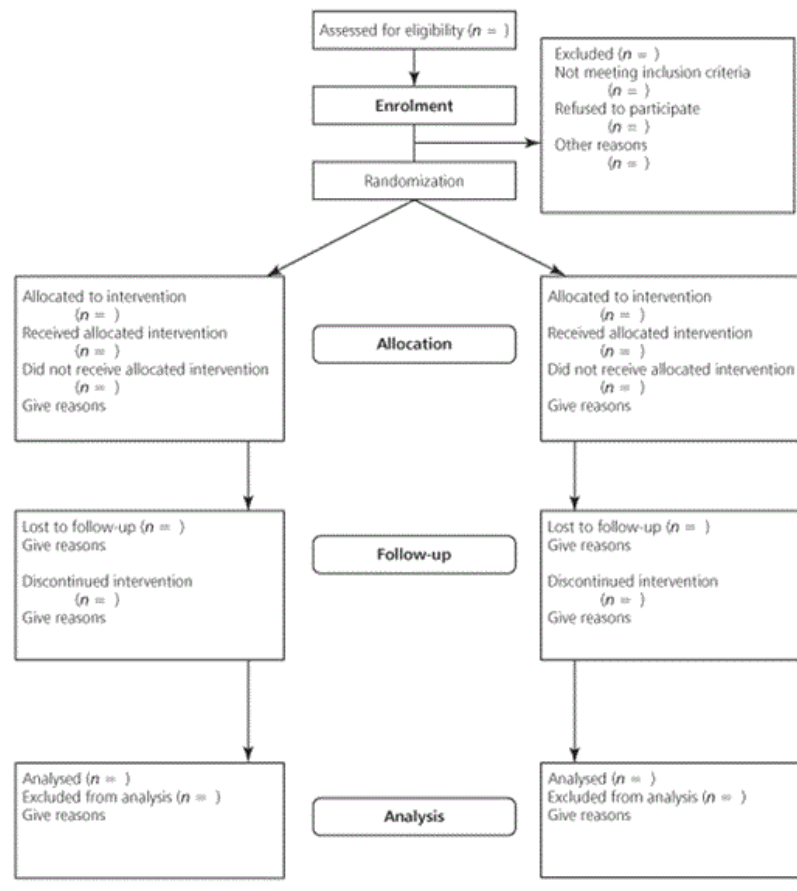 Assessed for eligibility (n = )
Excluded (n = )
Not meeting inclusion criteria
(n = )
Refused to participate
(n = )
Other reasons
(n = )
Enrolment
Randomization
Allocated to intervention
(n = )
Received allocated intervention
(n = )
Did not receive allocated intervention
(n = )
Give reasons
Allocation
Allocated to intervention
(n = )
Received allocated intervention
(n = )
Did not receive allocated intervention
(n = )
Give reasons
Lost to follow-up (n = )
Give reasons
Discontinued intervention
(n = )
Give reasons
Follow-up
Lost to follow-up (n = )
Give reasons
Discontinued intervention
(n = )
Give reasons
Analysed (n = )
Excluded from analysis (n = )
Give reasons
Analysis
Analysed (n = )
Excluded from analysis (n = )
Give reasons